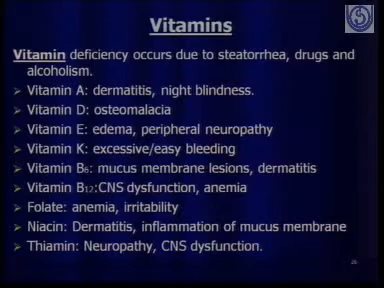 Vitamins
Vitamin deficiency occurs due to steatorrhea, drugs and
alcoholism.
Vitamin A: dermatitis, night blindness.
Vitamin D: osteomalacia
Vitamin E: edema, peripheral neuropathy
Vitamin K: excessive/easy bleeding
Vitamin B6: mucus membrane lesions, dermatitis
Vitamin B12:CNS dysfunction, anemia
Folate: anemia, irritability
Niacin: Dermatitis, inflammation of mucus membrane
Thiamin: Neuropathy, CNS dysfunction.
26